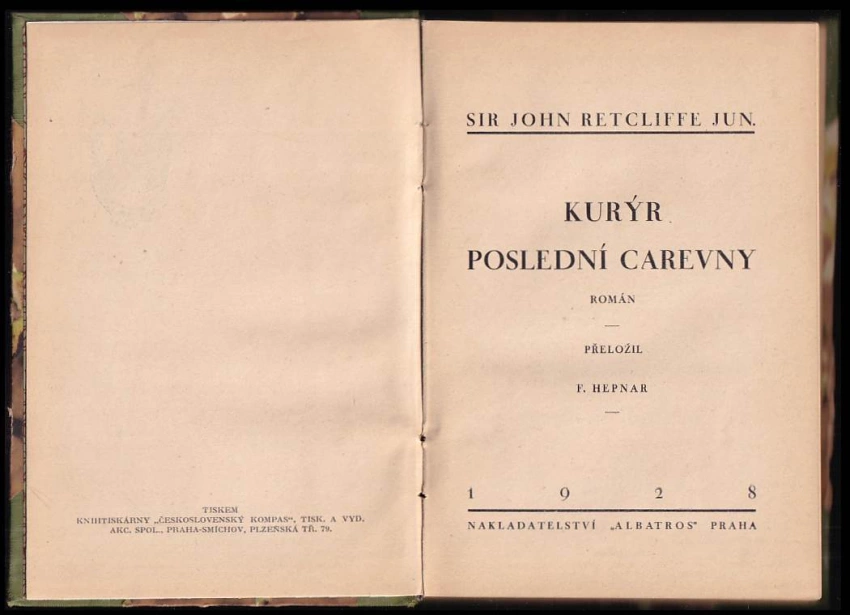 TISKEM
KNIHTISKÁRNY „ČESKOSLOVENSKÝ KOMPAS“, TISK. A VYD.
AKC. SPOL., PRAHA-SMÍCHOV, PLZEŇSKÁ TŘ. 79.
SIR JOHN RETCLIFFE JUN.
KURÝR
POSLEDNÍ CAREVNY
ROMÁN
PŘELOŽIL
F. HEPNAR
1 9 2 8
NAKLADATELSTVÍ „ALBATROS“ PRAHA